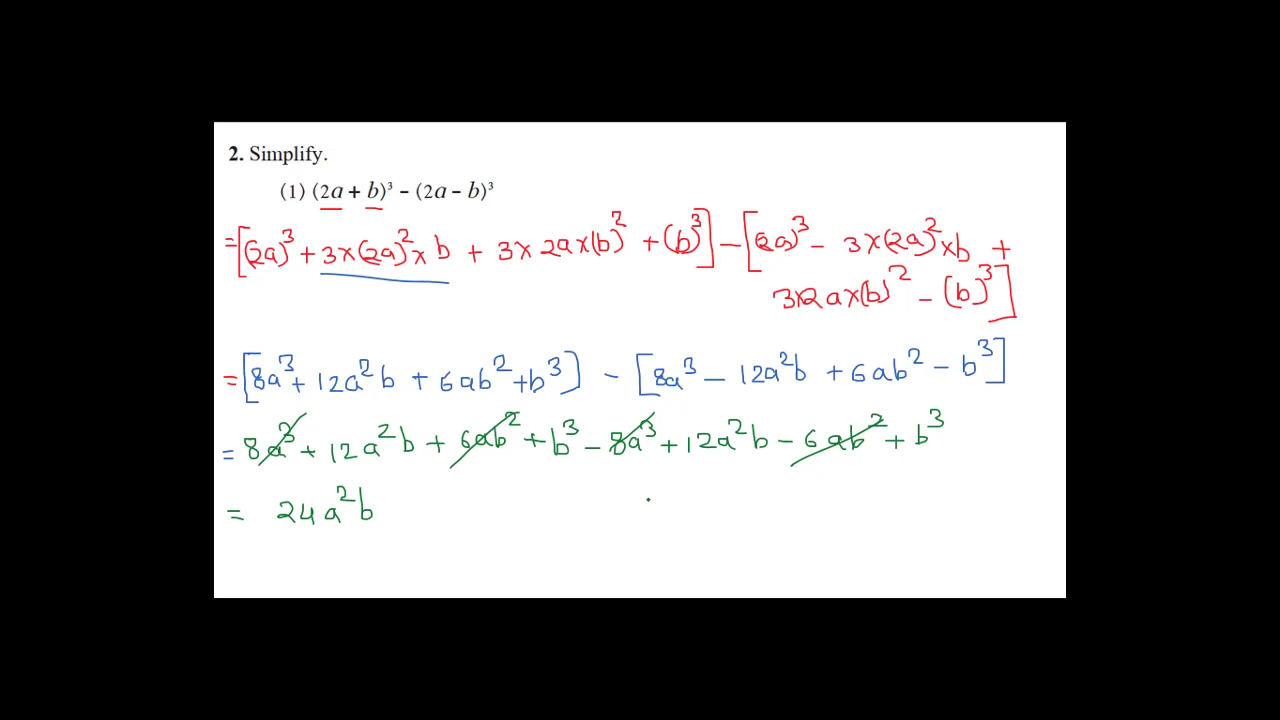 2. Simplify.
(1) (2a + b)³ – (2a – b)³
= [(2a)³ + 3×(2a)²× b + 3× 2a×(b)² + (b)³] – [(2a)³ – 3×(2a)²×b +
3×2a×(b)² – (b)³]
= [8a³ + 12a²b + 6ab² + b³] – [8a³ – 12a²b + 6ab² – b³]
= 8a³ + 12a²b + 6ab² + b³ – 8a³ + 12a²b – 6ab² + b³
= 24a²b